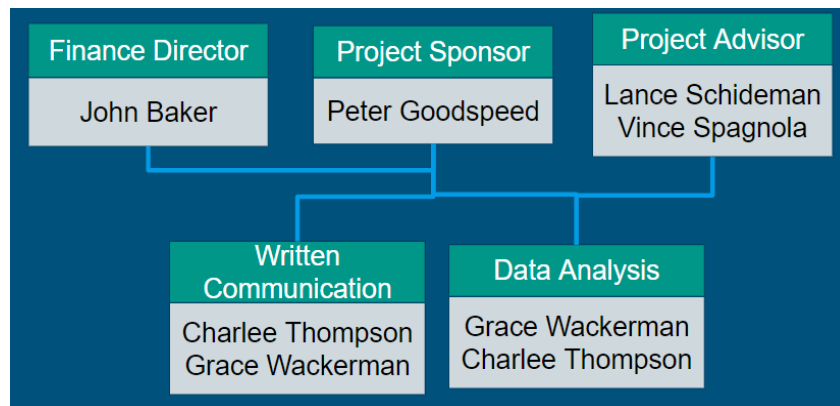 Finance Director
John Baker
Project Sponsor
Peter Goodspeed
Project Advisor
Lance Schideman
Vince Spagnola
Written
Communication
Charlee Thompson
Grace Wackerman
Data Analysis
Grace Wackerman
Charlee Thompson